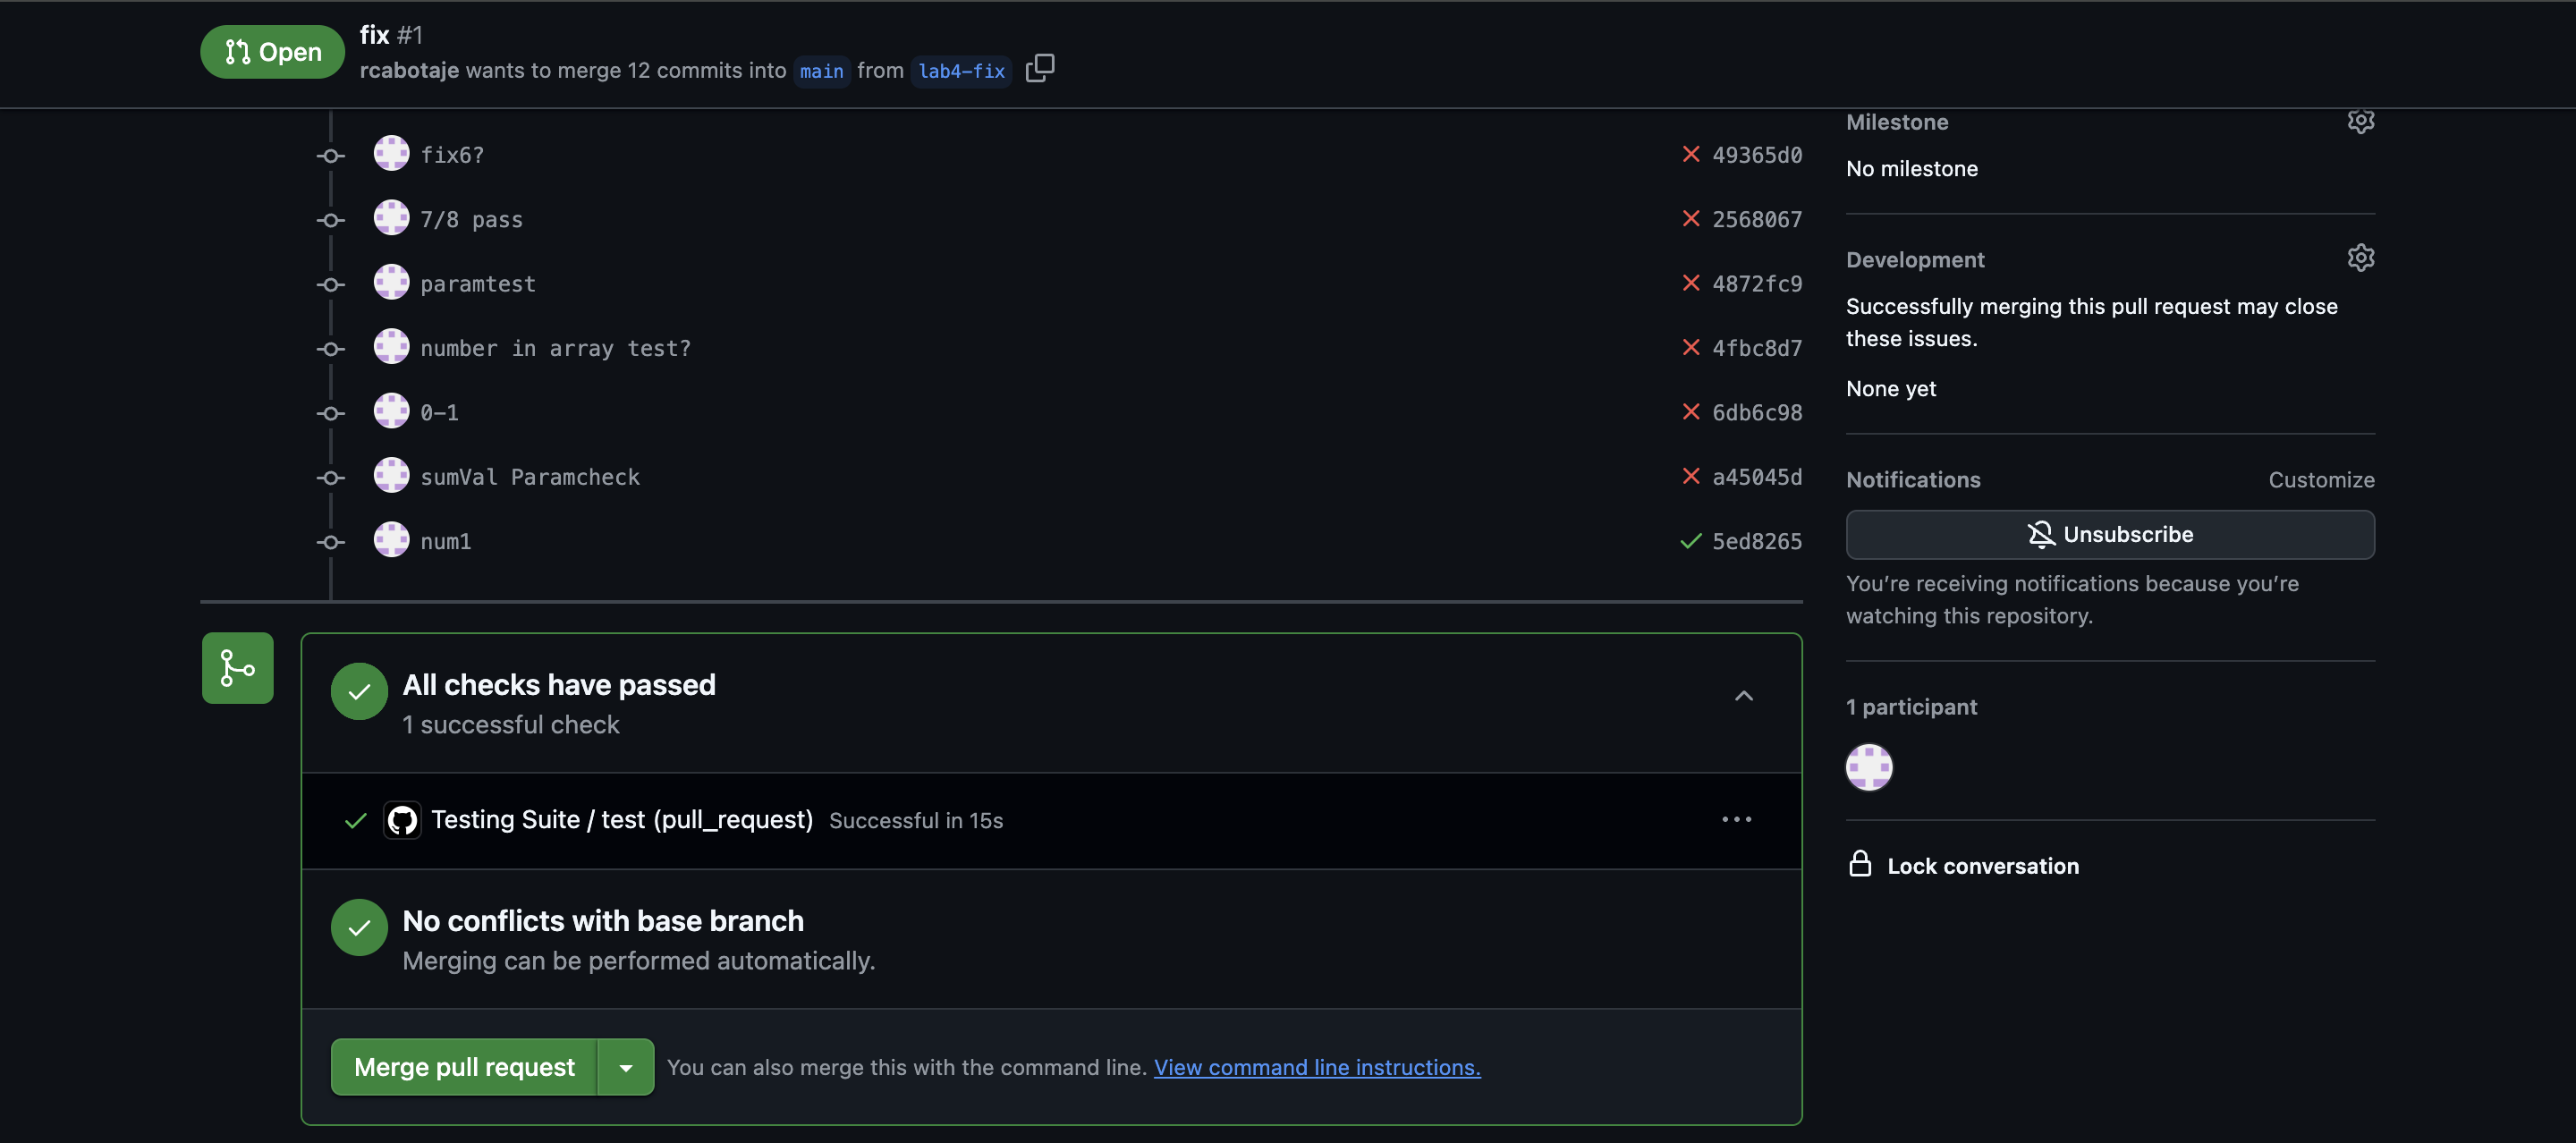 Open
fix #1
rcabotaje wants to merge 12 commits into main from lab4-fix
fix6?
49365d0
7/8 pass
2568067
paramtest
4872fc9
number in array test?
4fbc8d7
0-1
6db6c98
sumVal Paramcheck
a45045d
num1
5ed8265
All checks have passed
1 successful check
Testing Suite / test (pull_request) Successful in 15s
No conflicts with base branch
Merging can be performed automatically.
Merge pull request
You can also merge this with the command line. View command line instructions.
Milestone
No milestone
Development
Successfully merging this pull request may close
these issues.
None yet
Notifications
Customize
Unsubscribe
You're receiving notifications because you're
watching this repository.
1 participant
Lock conversation